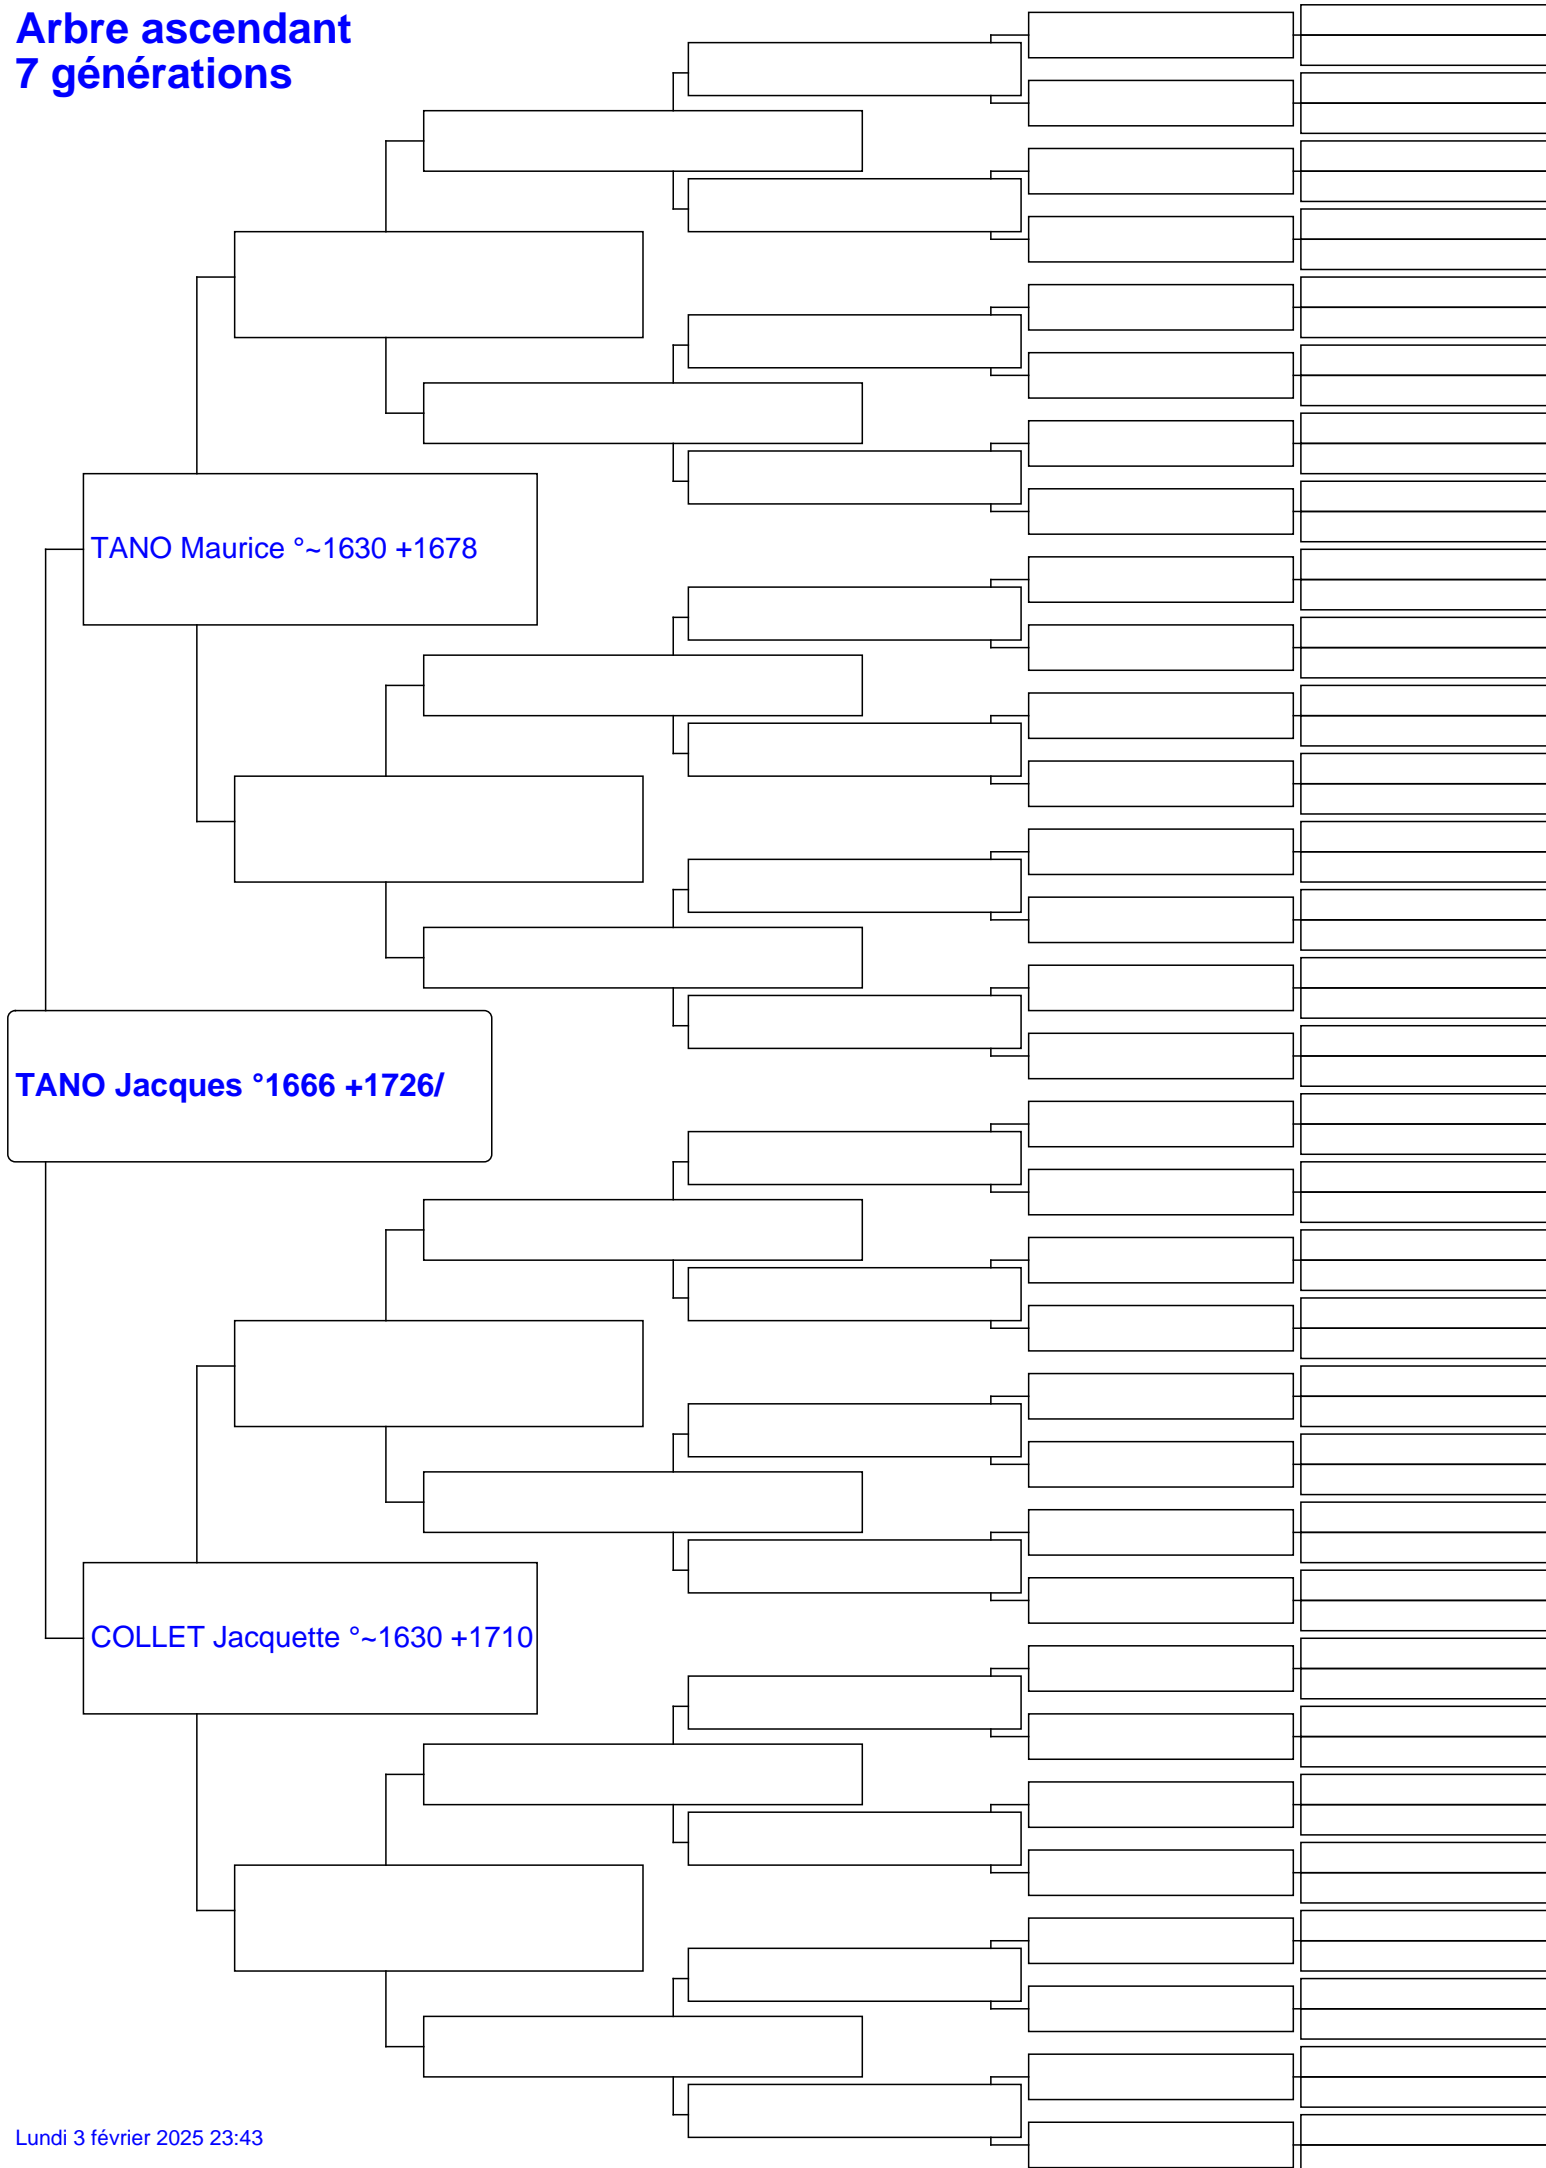 Arbre ascendant
7 générations
TANO Maurice °~1630 +1678
TANO Jacques °1666 +1726/
COLLET Jacquette °~1630 +1710
Lundi 3 février 2025 23:43